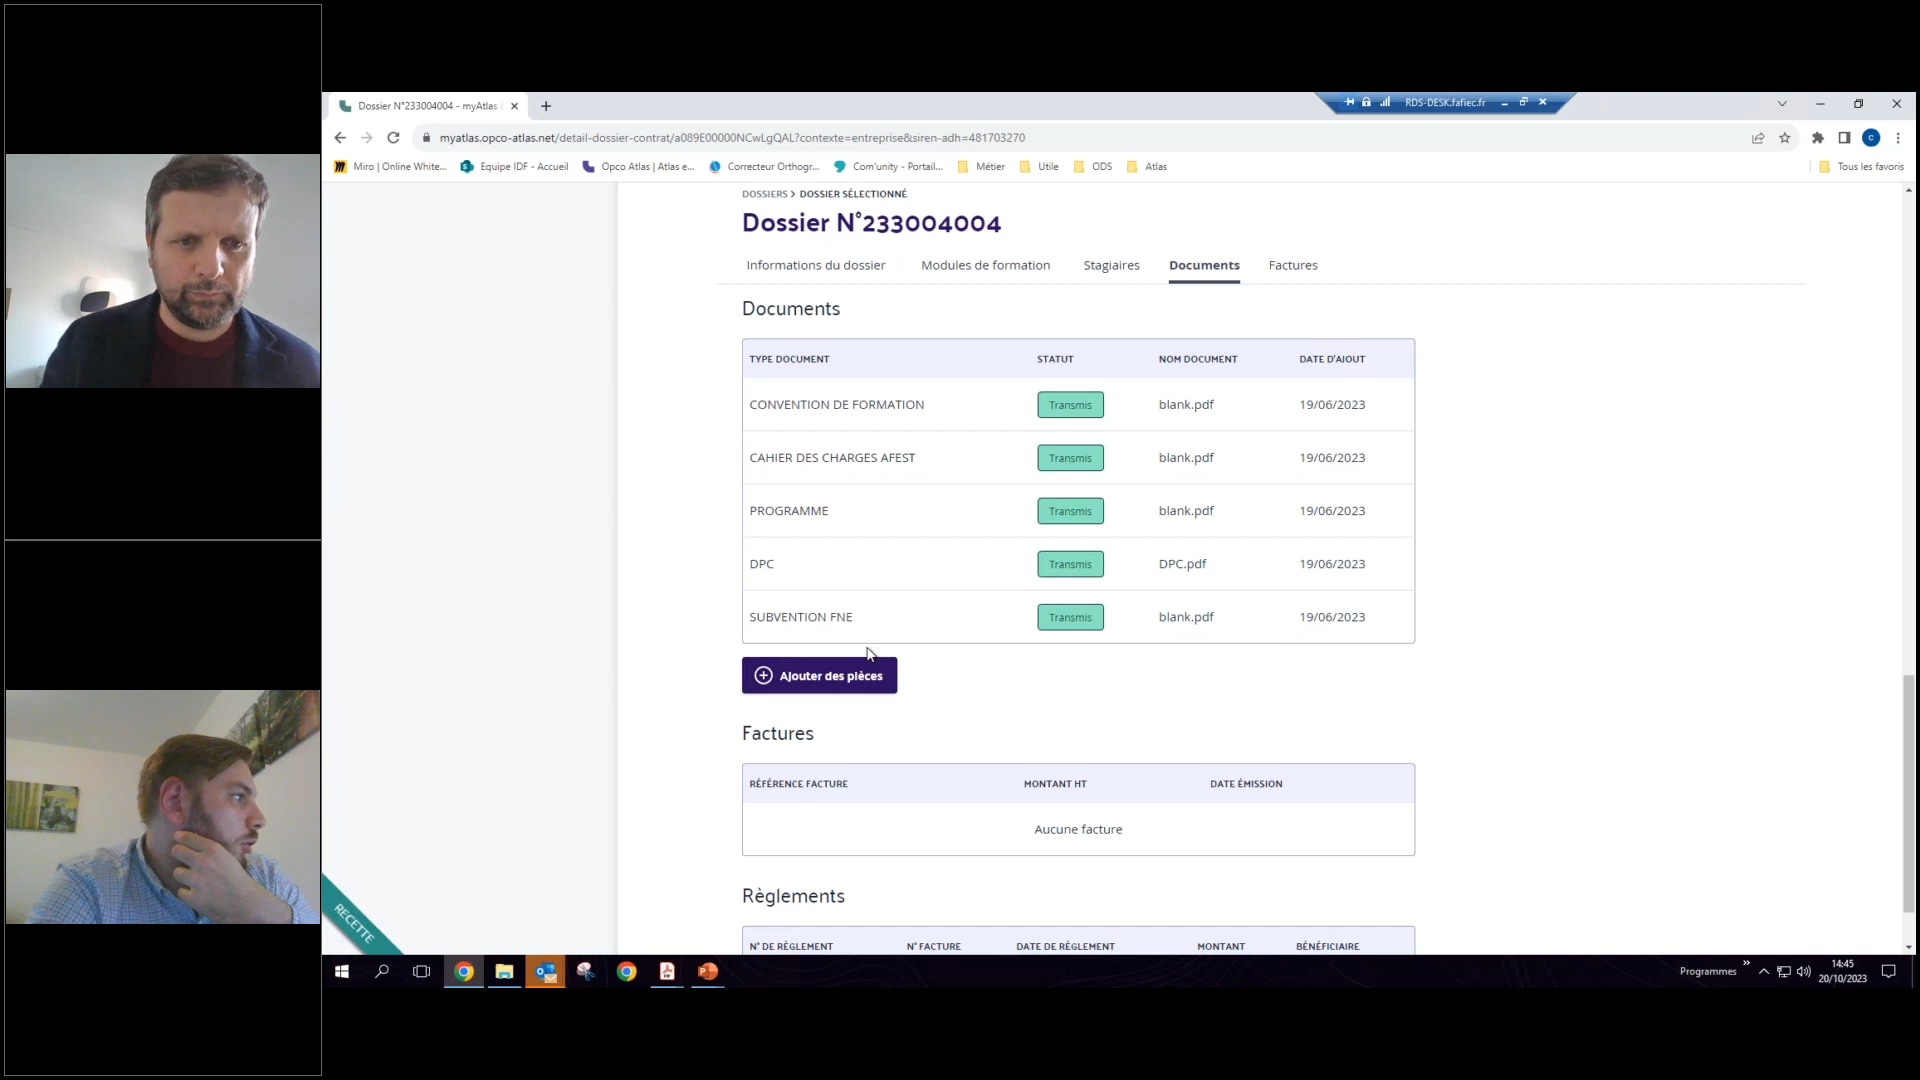 Dossier N°233004004 - myAtlas
RDS-DESK.fafiec.fr
myatlas.opco-atlas.net/detail-dossier-contrat/a089E00000NCwLgQAL?contexte=entreprise&siren-adh=481703270
Miro | Online White... Equipe IDF - Accueil Opco Atlas | Atlas e... Correcteur Orthogr... Com'unity - Portail... Métier Utile ODS Atlas Tous les favoris
DOSSIERS > DOSSIER SÉLECTIONNÉ
Dossier N°233004004
Informations du dossier Modules de formation Stagiaires Documents Factures
Documents
TYPE DOCUMENT STATUT NOM DOCUMENT DATE D'AJOUT
CONVENTION DE FORMATION Transmis blank.pdf 19/06/2023
CAHIER DES CHARGES AFEST Transmis blank.pdf 19/06/2023
PROGRAMME Transmis blank.pdf 19/06/2023
DPC Transmis DPC.pdf 19/06/2023
SUBVENTION FNE Transmis blank.pdf 19/06/2023
Ajouter des pièces
Factures
RÉFÉRENCE FACTURE MONTANT HT DATE ÉMISSION
Aucune facture
Règlements
N° DE RÈGLEMENT N° FACTURE DATE DE RÈGLEMENT MONTANT BÉNÉFICIAIRE
RECETTE
Programmes
14:45
20/10/2023